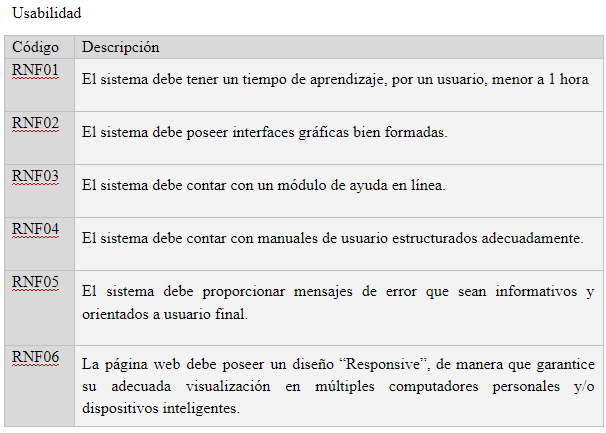 Usabilidad
Código Descripción
RNF01 El sistema debe tener un tiempo de aprendizaje, por un usuario, menor a 1 hora
RNF02 El sistema debe poseer interfaces gráficas bien formadas.
RNF03 El sistema debe contar con un módulo de ayuda en línea.
RNF04 El sistema debe contar con manuales de usuario estructurados adecuadamente.
RNF05 El sistema debe proporcionar mensajes de error que sean informativos y
orientados a usuario final.
RNF06 La página web debe poseer un diseño “Responsive”, de manera que garantice
su adecuada visualización en múltiples computadores personales y/o
dispositivos inteligentes.